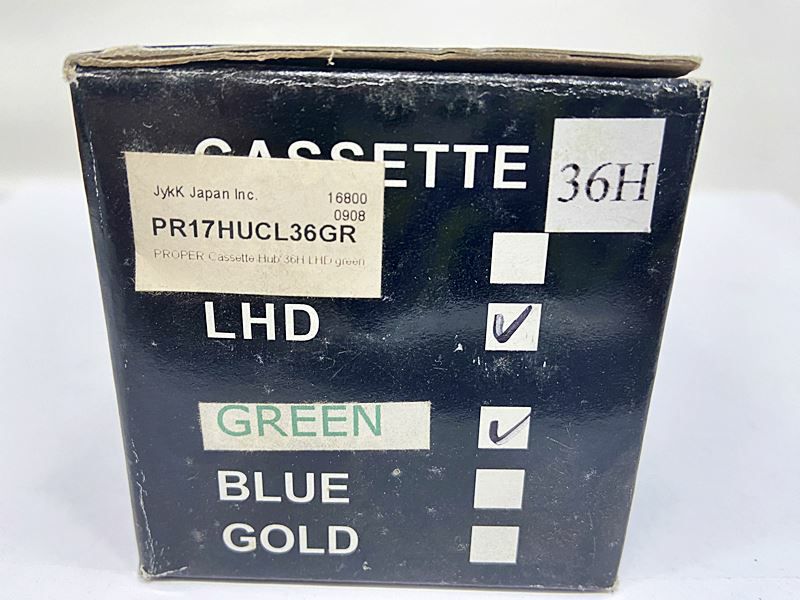 CASSETTE
36H
JykK Japan Inc. 16800
0908
PR17HUCL36GR
PROPER Cassette Hub 36H LHD green
LHD
GREEN
BLUE
GOLD